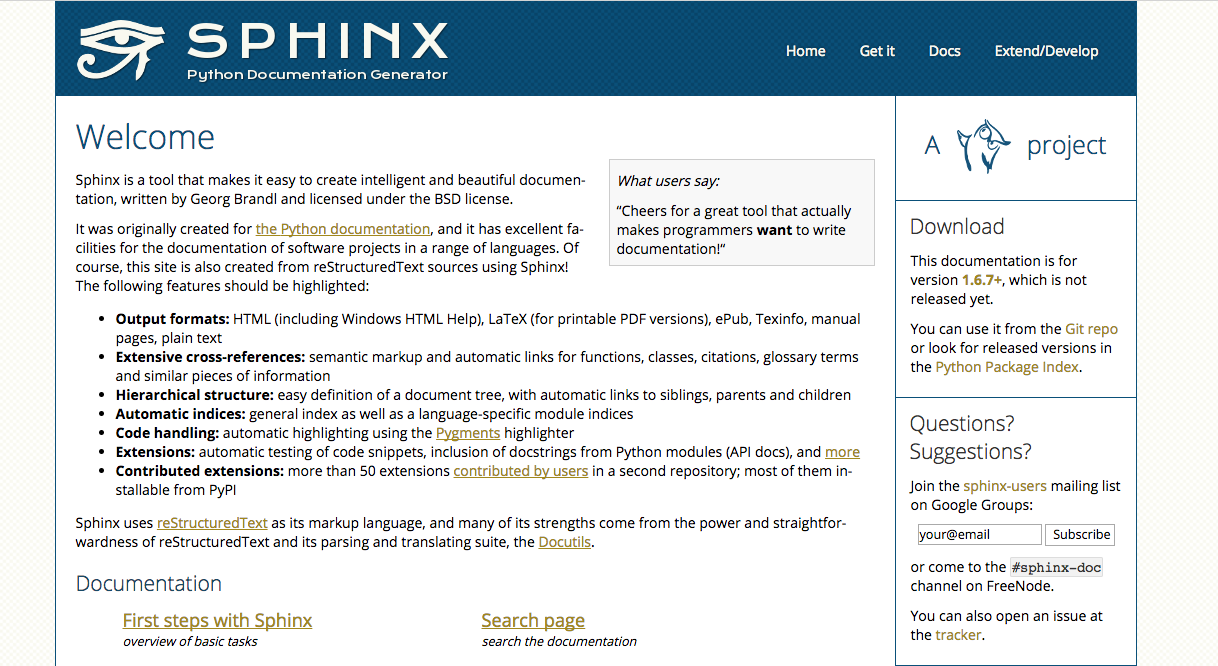 SPHINX
Python Documentation Generator
Home
Get it
Docs
Extend/Develop
Welcome
Sphinx is a tool that makes it easy to create intelligent and beautiful documen-
tation, written by Georg Brandl and licensed under the BSD license.
It was originally created for the Python documentation, and it has excellent fa-
cilities for the documentation of software projects in a range of languages. Of
course, this site is also created from reStructuredText sources using Sphinx!
The following features should be highlighted:
What users say:
“Cheers for a great tool that actually
makes programmers want to write
documentation!“
• Output formats: HTML (including Windows HTML Help), LaTeX (for printable PDF versions), ePub, Texinfo, manual
pages, plain text
• Extensive cross-references: semantic markup and automatic links for functions, classes, citations, glossary terms
and similar pieces of information
• Hierarchical structure: easy definition of a document tree, with automatic links to siblings, parents and children
• Automatic indices: general index as well as a language-specific module indices
• Code handling: automatic highlighting using the Pygments highlighter
• Extensions: automatic testing of code snippets, inclusion of docstrings from Python modules (API docs), and more
• Contributed extensions: more than 50 extensions contributed by users in a second repository; most of them in-
stallable from PyPI
Sphinx uses reStructuredText as its markup language, and many of its strengths come from the power and straightfor-
wardness of reStructuredText and its parsing and translating suite, the Docutils.
Documentation
First steps with Sphinx
overview of basic tasks
Search page
search the documentation
A project
Download
This documentation is for
version 1.6.7+, which is not
released yet.
You can use it from the Git repo
or look for released versions in
the Python Package Index.
Questions?
Suggestions?
Join the sphinx-users mailing list
on Google Groups:
your@email
Subscribe
or come to the #sphinx-doc
channel on FreeNode.
You can also open an issue at
the tracker.